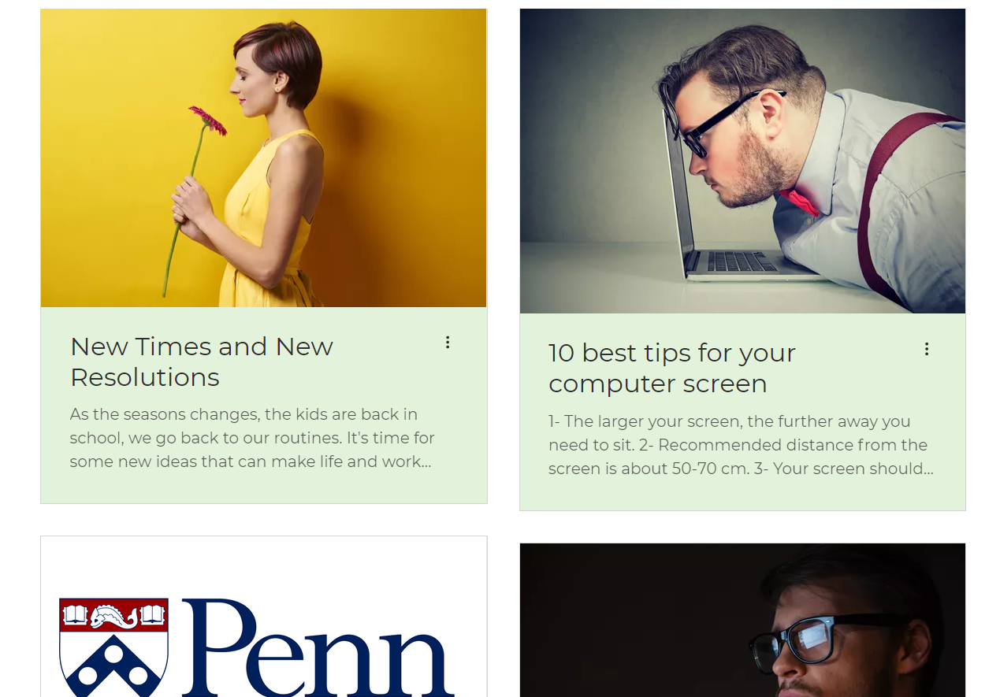 New Times and New
Resolutions
As the seasons changes, the kids are back in
school, we go back to our routines. It's time for
some new ideas that can make life and work...
10 best tips for your
computer screen
1- The larger your screen, the further away you
need to sit. 2- Recommended distance from the
screen is about 50-70 cm. 3- Your screen should...
Penn